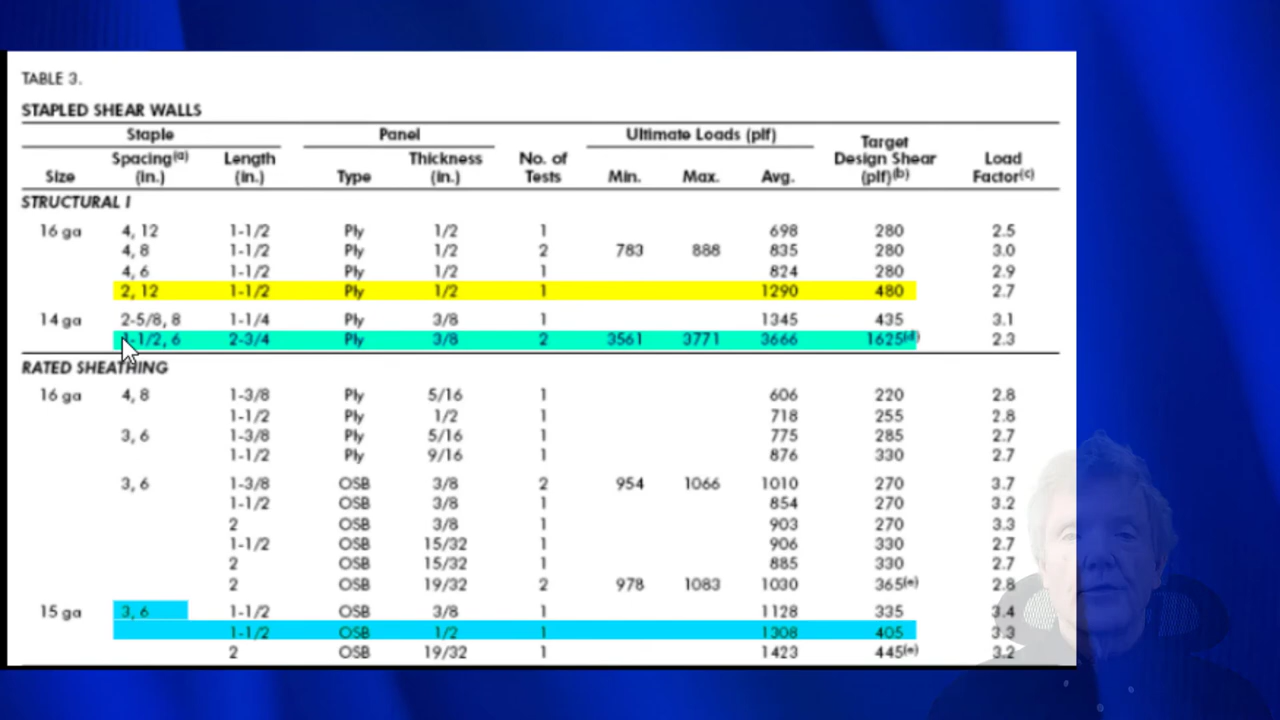 TABLE 3.
STAPLED SHEAR WALLS
Staple Panel Ultimate Loads (plf) Target
Spacing(a) Length Thickness No. of Design Shear Load
Size (in.) (in.) Type (in.) Tests Min. Max. Avg. (plf)(b) Factor(c)
STRUCTURAL I
16 ga 4, 12 1-1/2 Ply 1/2 1 698 280 2.5
4, 8 1-1/2 Ply 1/2 2 783 888 835 280 3.0
4, 6 1-1/2 Ply 1/2 1 824 280 2.9
2, 12 1-1/2 Ply 1/2 1 1290 480 2.7
14 ga 2-5/8, 8 1-1/4 Ply 3/8 1 1345 435 3.1
1-1/2, 6 2-3/4 Ply 3/8 2 3561 3771 3666 1625(d) 2.3
RATED SHEATHING
16 ga 4, 8 1-3/8 Ply 5/16 1 606 220 2.8
1-1/2 Ply 1/2 1 718 255 2.8
3, 6 1-3/8 Ply 5/16 1 775 285 2.7
1-1/2 Ply 9/16 1 876 330 2.7
3, 6 1-3/8 OSB 3/8 2 954 1066 1010 270 3.7
1-1/2 OSB 3/8 1 854 270 3.2
2 OSB 3/8 1 903 270 3.3
1-1/2 OSB 15/32 1 906 330 2.7
2 OSB 15/32 1 885 330 2.7
2 OSB 19/32 2 978 1083 1030 365(e) 2.8
15 ga 3, 6 1-1/2 OSB 3/8 1 1128 335 3.4
1-1/2 OSB 1/2 1 1308 405 3.3
2 OSB 19/32 1 1423 445(e) 3.2